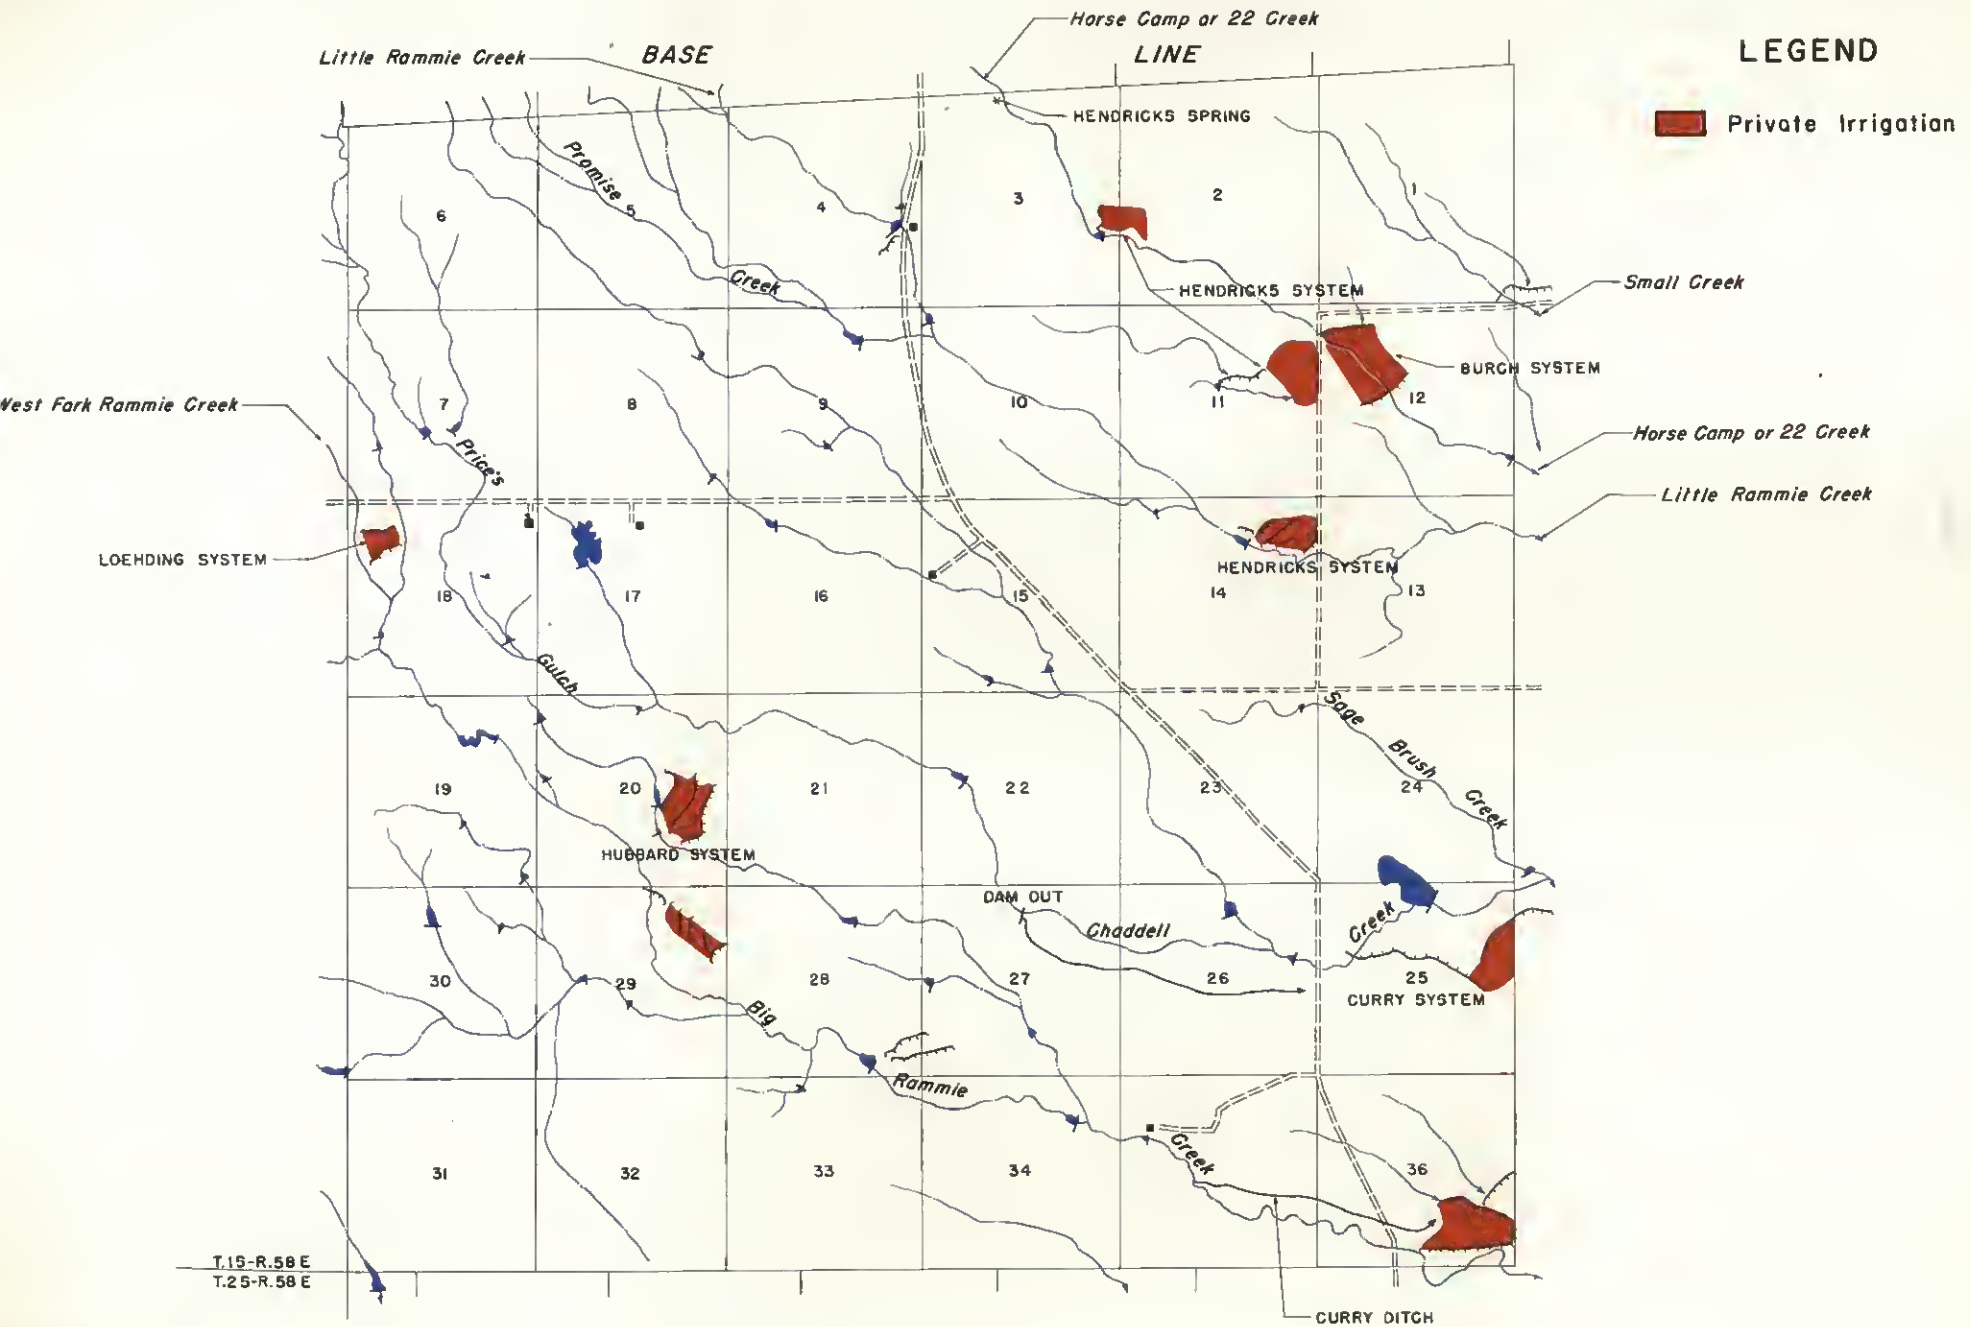 Horse Camp or 22 Creek
Little Rammie Creek
BASE
LINE
LEGEND
HENDRICKS SPRING
Private Irrigation
Promise
6
5
4
3
2
1
Creek
Small Creek
HENDRICKS SYSTEM
BURCH SYSTEM
West Fork Rammie Creek
7
8
9
10
11
12
Price's
Horse Camp or 22 Creek
Little Rammie Creek
LOEHDING SYSTEM
HENDRICKS SYSTEM
18
17
16
15
14
13
Gulch
Sage
Brush
Creek
19
20
21
22
23
24
HUBBARD SYSTEM
DAM OUT
Chaddell
Creek
30
29
28
27
26
25
CURRY SYSTEM
Big
Rammie
Creek
31
32
33
34
36
T.1S-R.58E
T.2S-R.58E
CURRY DITCH